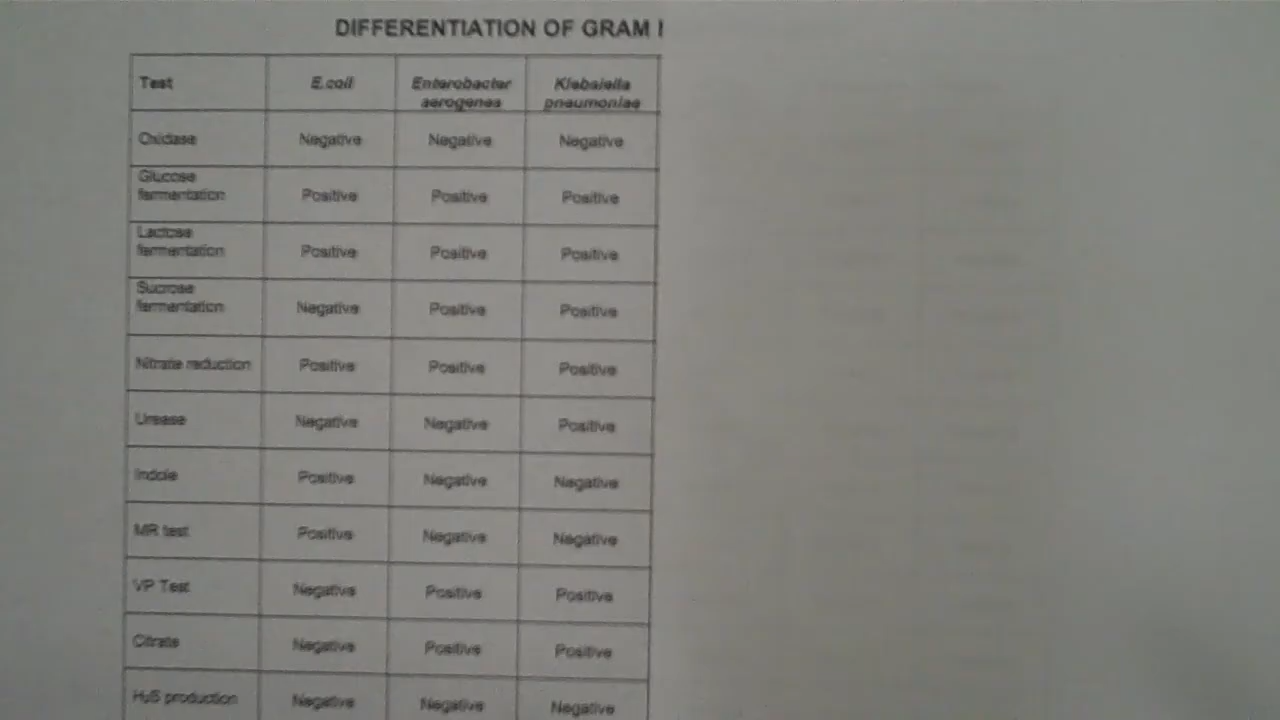 DIFFERENTIATION OF GRAM
Test E.coli Enterobacter aerogenes Klebsiella pneumoniae
Oxidase Negative Negative Negative
Glucose fermentation Positive Positive Positive
Lactose fermentation Positive Positive Positive
Sucrose fermentation Negative Positive Positive
Nitrate reduction Positive Positive Positive
Urease Negative Negative Positive
Indole Positive Negative Negative
MR test Positive Negative Negative
VP Test Negative Positive Positive
Citrate Negative Positive Positive
H₂S production Negative Negative Negative